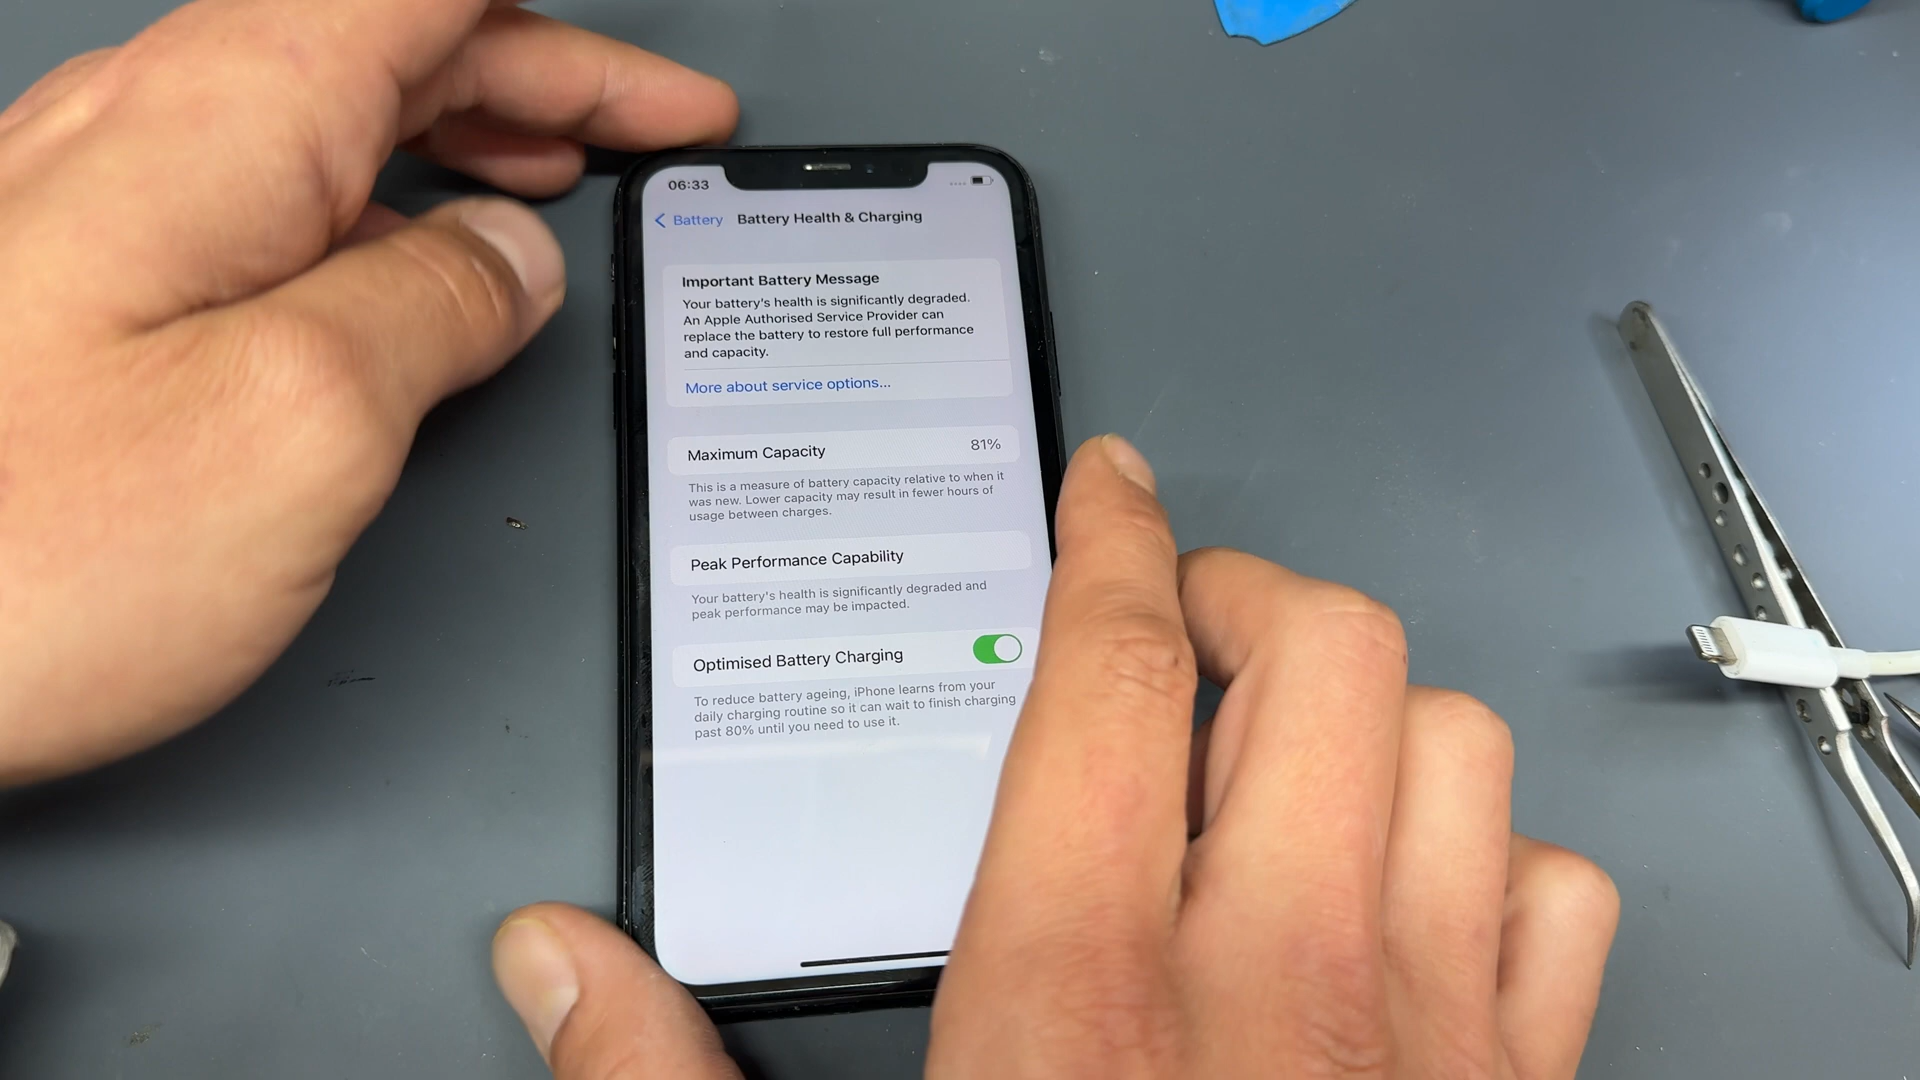 06:33
Battery
Battery Health & Charging
Important Battery Message
Your battery's health is significantly degraded.
An Apple Authorised Service Provider can
replace the battery to restore full performance
and capacity.
More about service options...
Maximum Capacity 81%
This is a measure of battery capacity relative to when it
was new. Lower capacity may result in fewer hours of
usage between charges.
Peak Performance Capability
Your battery's health is significantly degraded and
peak performance may be impacted.
Optimised Battery Charging
To reduce battery ageing, iPhone learns from your
daily charging routine so it can wait to finish charging
past 80% until you need to use it.